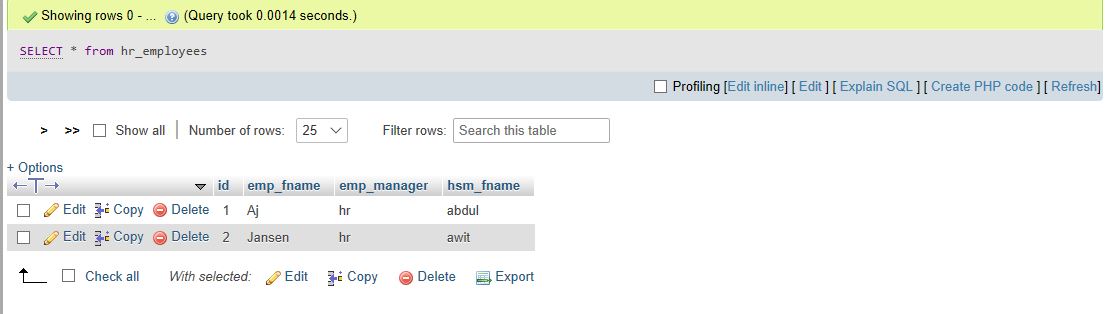 Showing rows 0 - ... (Query took 0.0014 seconds.)
SELECT * from hr_employees
Profiling [Edit inline] [ Edit ] [ Explain SQL ] [ Create PHP code ] [ Refresh]
> >> Show all | Number of rows: 25 Filter rows: Search this table
+ Options
←T→ id emp_fname emp_manager hsm_fname
Edit Copy Delete 1 Aj hr abdul
Edit Copy Delete 2 Jansen hr awit
Check all With selected: Edit Copy Delete Export